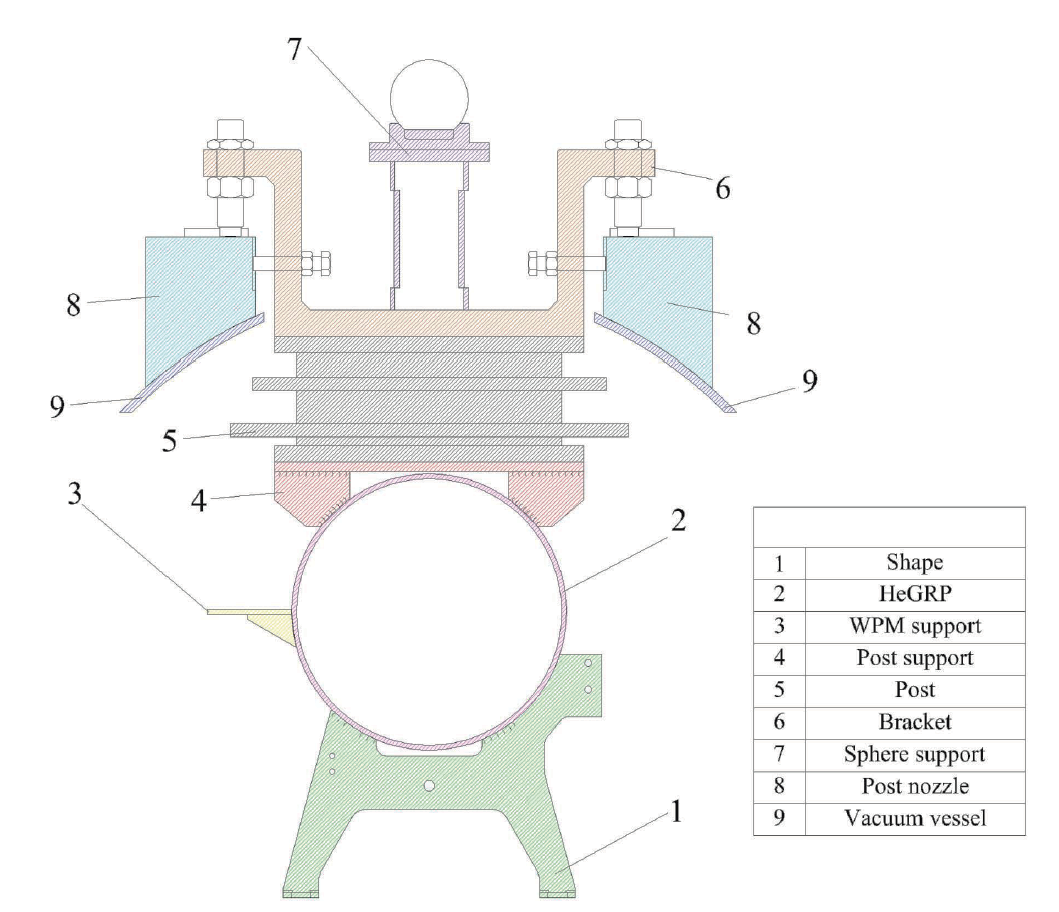 7
6
8
8
9
9
5
4
3
2
1
1 Shape
2 HeGRP
3 WPM support
4 Post support
5 Post
6 Bracket
7 Sphere support
8 Post nozzle
9 Vacuum vessel